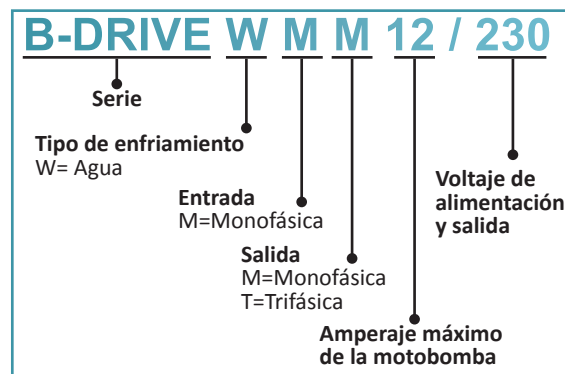 B-DRIVE W M M 12 / 230
Serie
Tipo de enfriamiento
W= Agua
Entrada
M=Monofásica
Salida
M=Monofásica
T=Trifásica
Voltaje de
alimentación
y salida
Amperaje máximo
de la motobomba